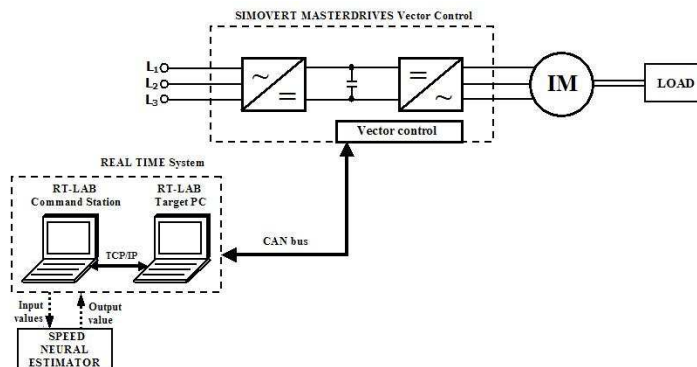 SIMOVERT MASTERDRIVES Vector Control
L1
L2
L3
~
=
=
~
IM
LOAD
Vector control
REAL TIME System
RT-LAB
Command Station
RT-LAB
Target PC
TCP/IP
CAN bus
Input
values
Output
value
SPEED
NEURAL
ESTIMATOR